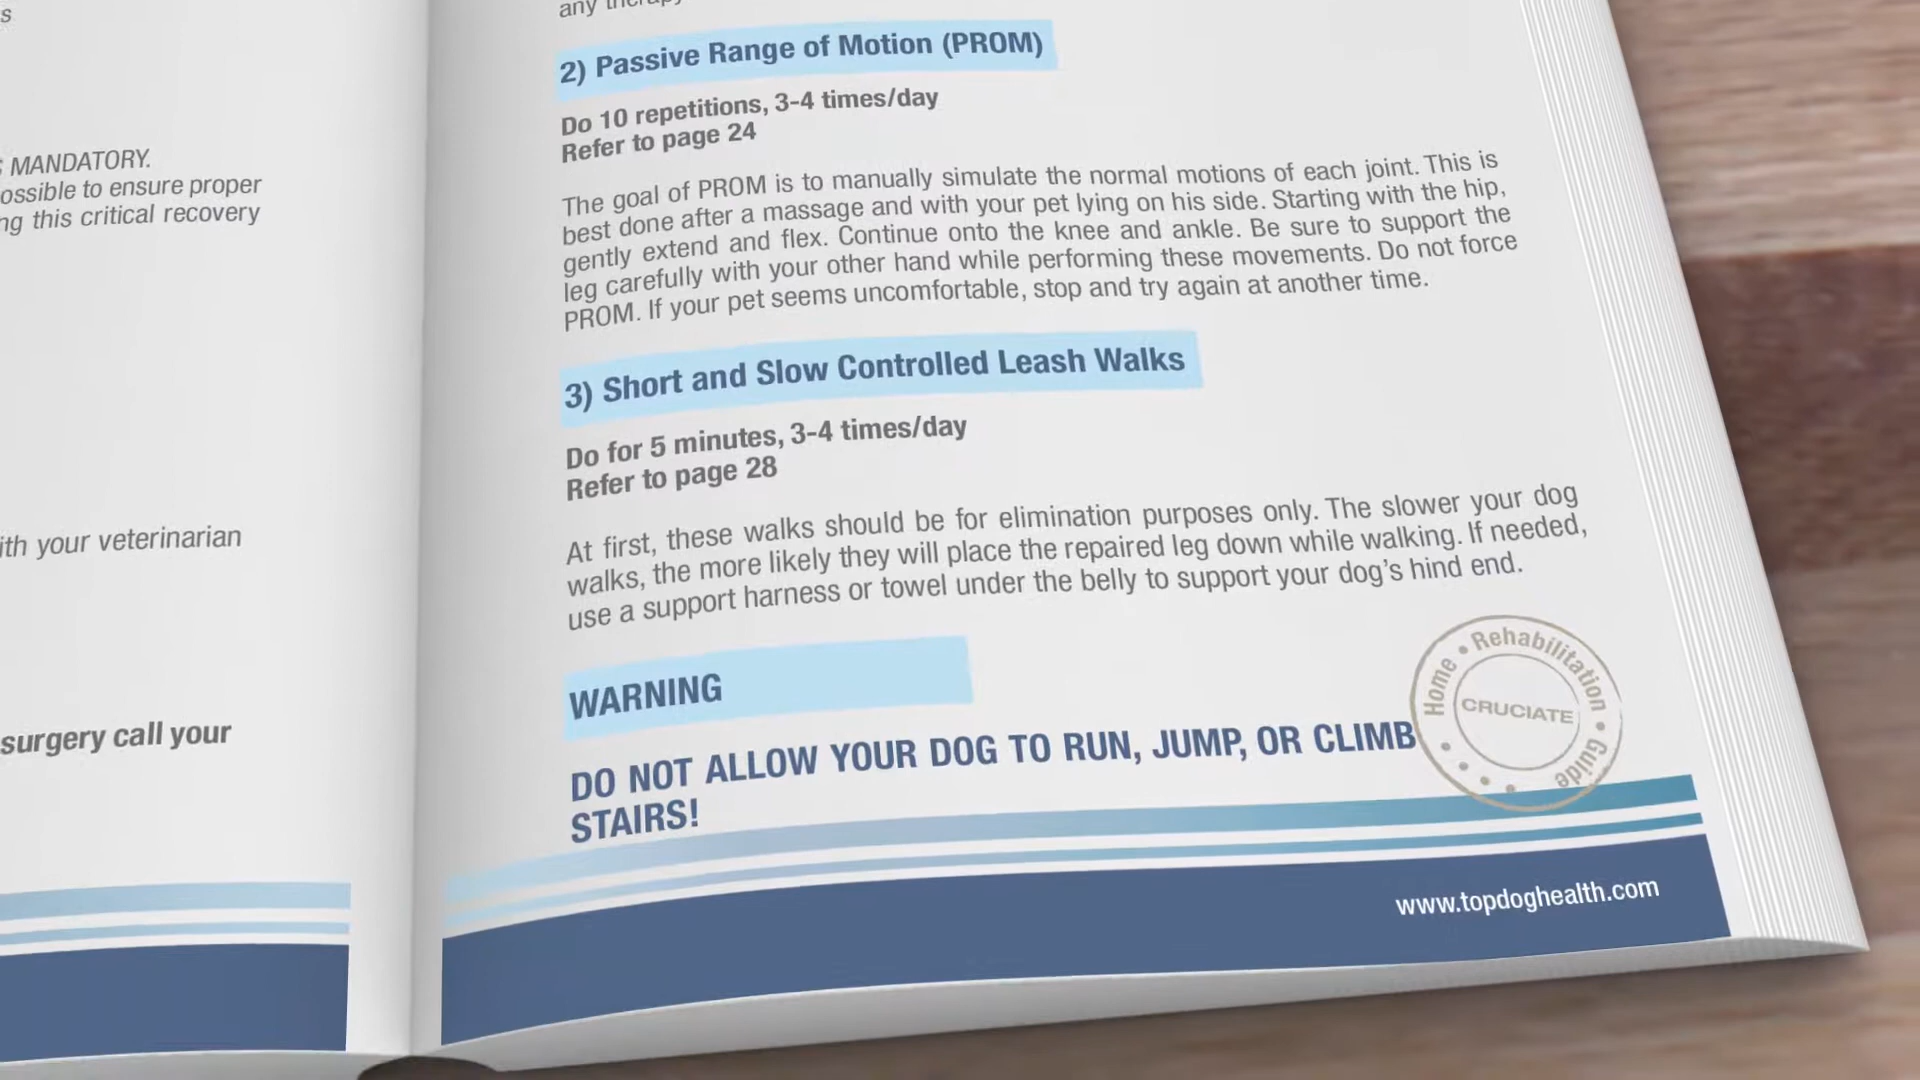 s
S MANDATORY.
ossible to ensure proper
ng this critical recovery
ith your veterinarian
surgery call your
any therapy
2) Passive Range of Motion (PROM)
Do 10 repetitions, 3-4 times/day
Refer to page 24
The goal of PROM is to manually simulate the normal motions of each joint. This is
best done after a massage and with your pet lying on his side. Starting with the hip,
gently extend and flex. Continue onto the knee and ankle. Be sure to support the
leg carefully with your other hand while performing these movements. Do not force
PROM. If your pet seems uncomfortable, stop and try again at another time.
3) Short and Slow Controlled Leash Walks
Do for 5 minutes, 3-4 times/day
Refer to page 28
At first, these walks should be for elimination purposes only. The slower your dog
walks, the more likely they will place the repaired leg down while walking. If needed,
use a support harness or towel under the belly to support your dog's hind end.
WARNING
DO NOT ALLOW YOUR DOG TO RUN, JUMP, OR CLIMB
STAIRS!
Home • Rehabilitation • Guide
CRUCIATE
www.topdoghealth.com